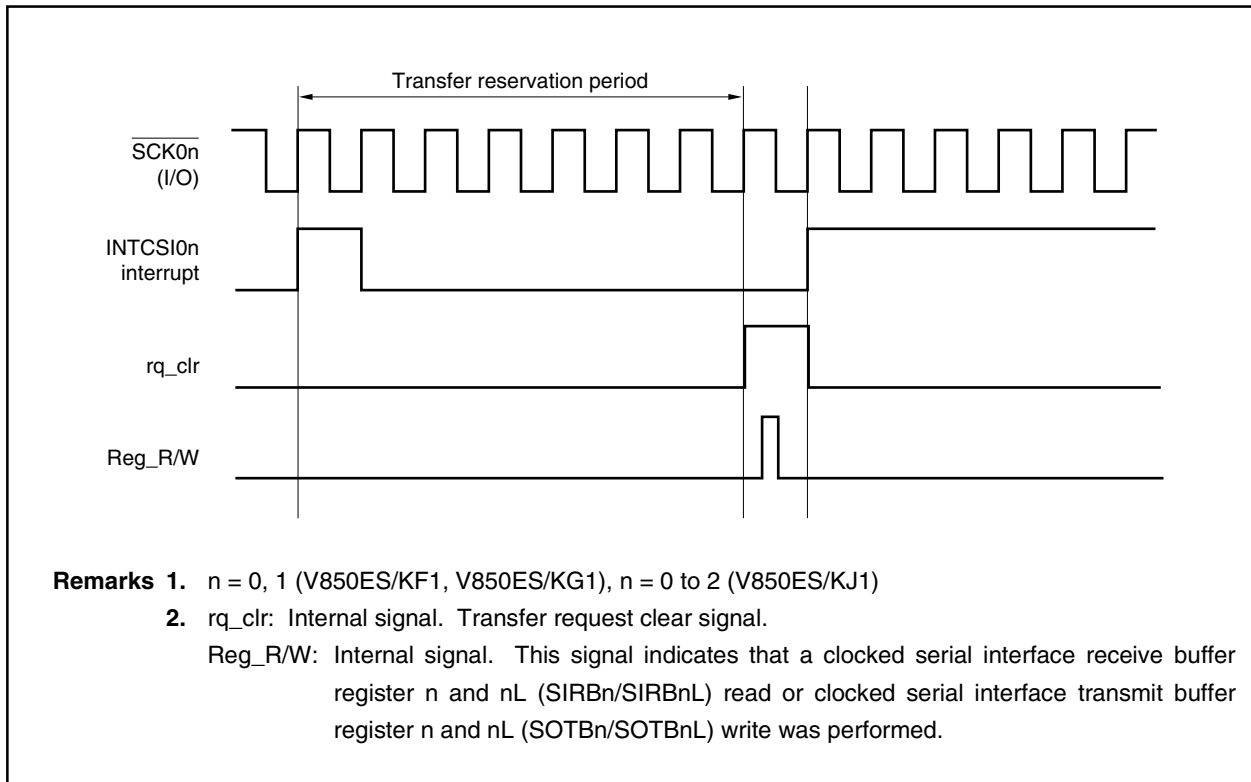 Transfer reservation period
SCK0n
(I/O)
INTCSI0n
interrupt
rq_clr
Reg_R/W
Remarks 1. n = 0, 1 (V850ES/KF1, V850ES/KG1), n = 0 to 2 (V850ES/KJ1)
2. rq_clr: Internal signal. Transfer request clear signal.
Reg_R/W: Internal signal. This signal indicates that a clocked serial interface receive buffer
register n and nL (SIRBn/SIRBnL) read or clocked serial interface transmit buffer
register n and nL (SOTBn/SOTBnL) write was performed.